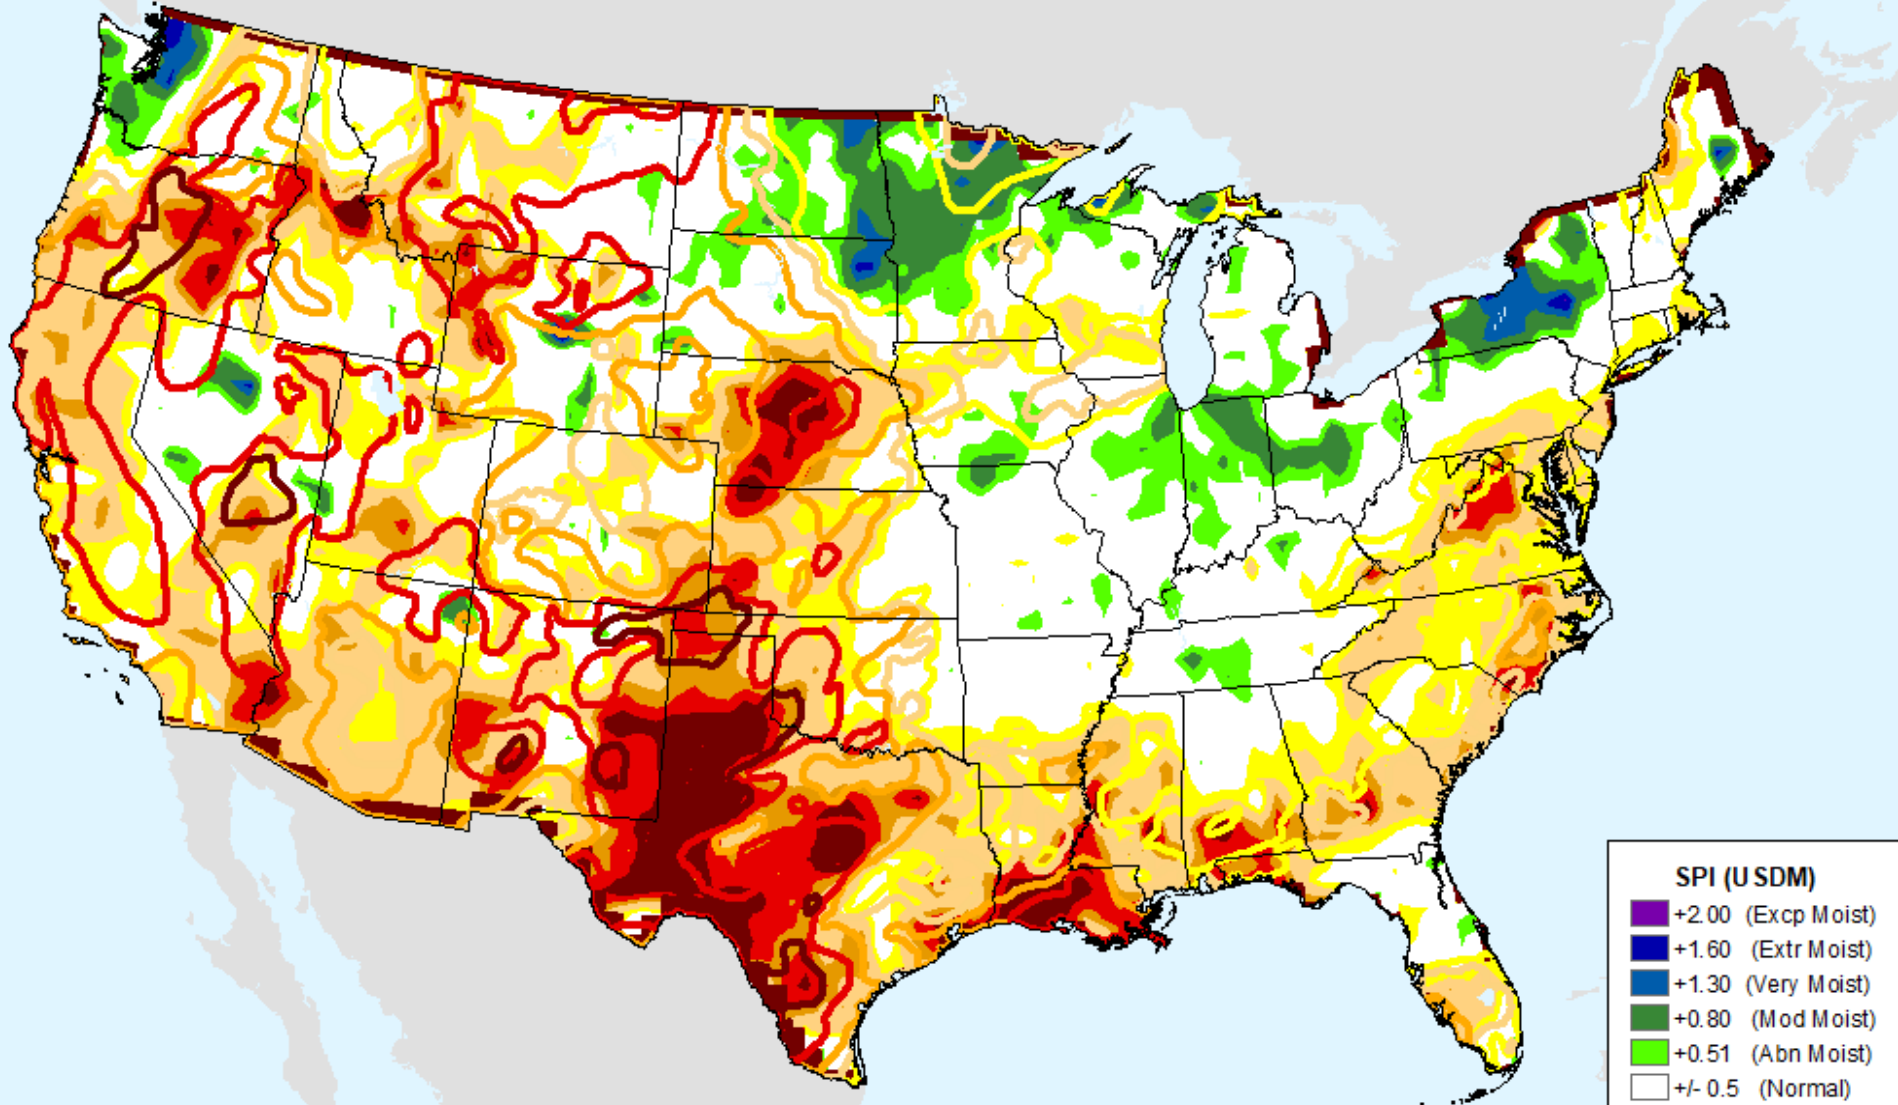 SPI (USDM)
+2.00 (Excp Moist)
+1.60 (Extr Moist)
+1.30 (Very Moist)
+0.80 (Mod Moist)
+0.51 (Abn Moist)
+/- 0.5 (Normal)